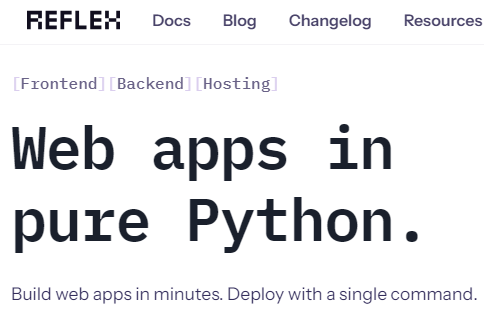 REFLEX Docs Blog Changelog Resources
[Frontend][Backend][Hosting]
Web apps in
pure Python.
Build web apps in minutes. Deploy with a single command.